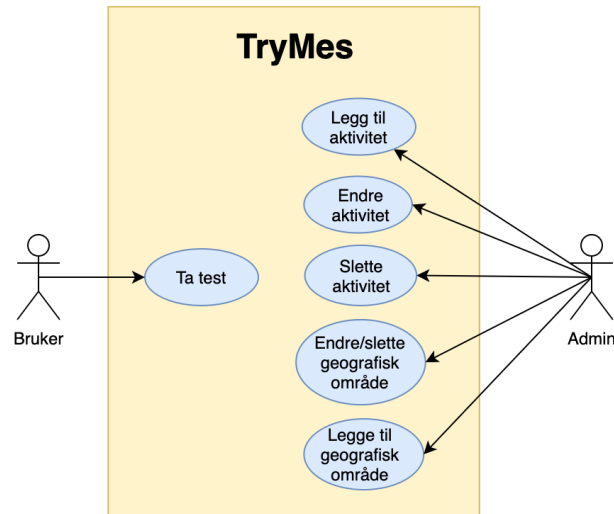 TryMes
Legg til
aktivitet
Endre
aktivitet
Ta test
Slette
aktivitet
Bruker
Admin
Endre/slette
geografisk
område
Legge til
geografisk
område